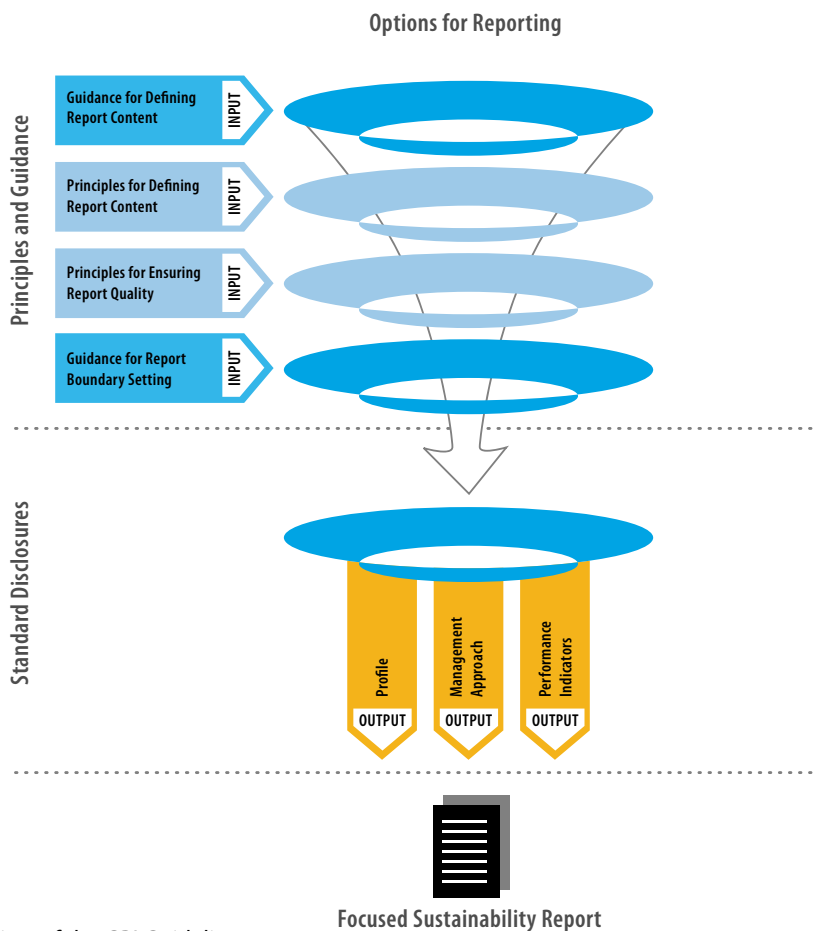 Options for Reporting
Principles and Guidance
Guidance for Defining
Report Content
INPUT
Principles for Defining
Report Content
INPUT
Principles for Ensuring
Report Quality
INPUT
Guidance for Report
Boundary Setting
INPUT
Standard Disclosures
Profile
OUTPUT
Management
Approach
OUTPUT
Performance
Indicators
OUTPUT
Focused Sustainability Report